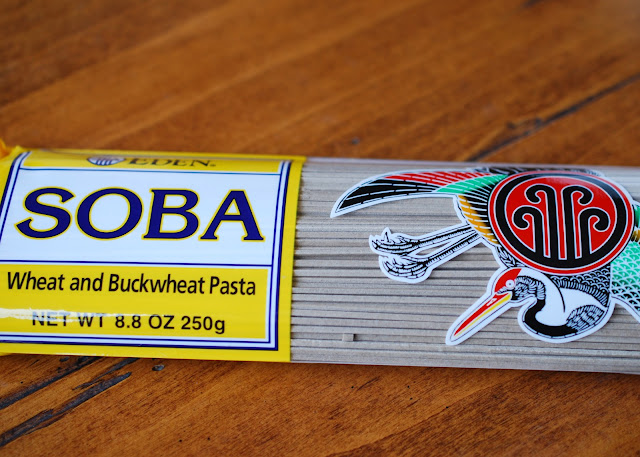 EDEN®
SOBA
Wheat and Buckwheat Pasta
NET WT 8.8 OZ 250g